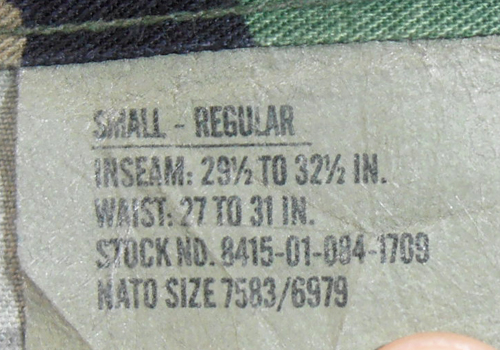 SMALL - REGULAR
INSEAM: 29½ TO 32½ IN.
WAIST: 27 TO 31 IN.
STOCK NO. 8415-01-084-1709
NATO SIZE 7583/6979